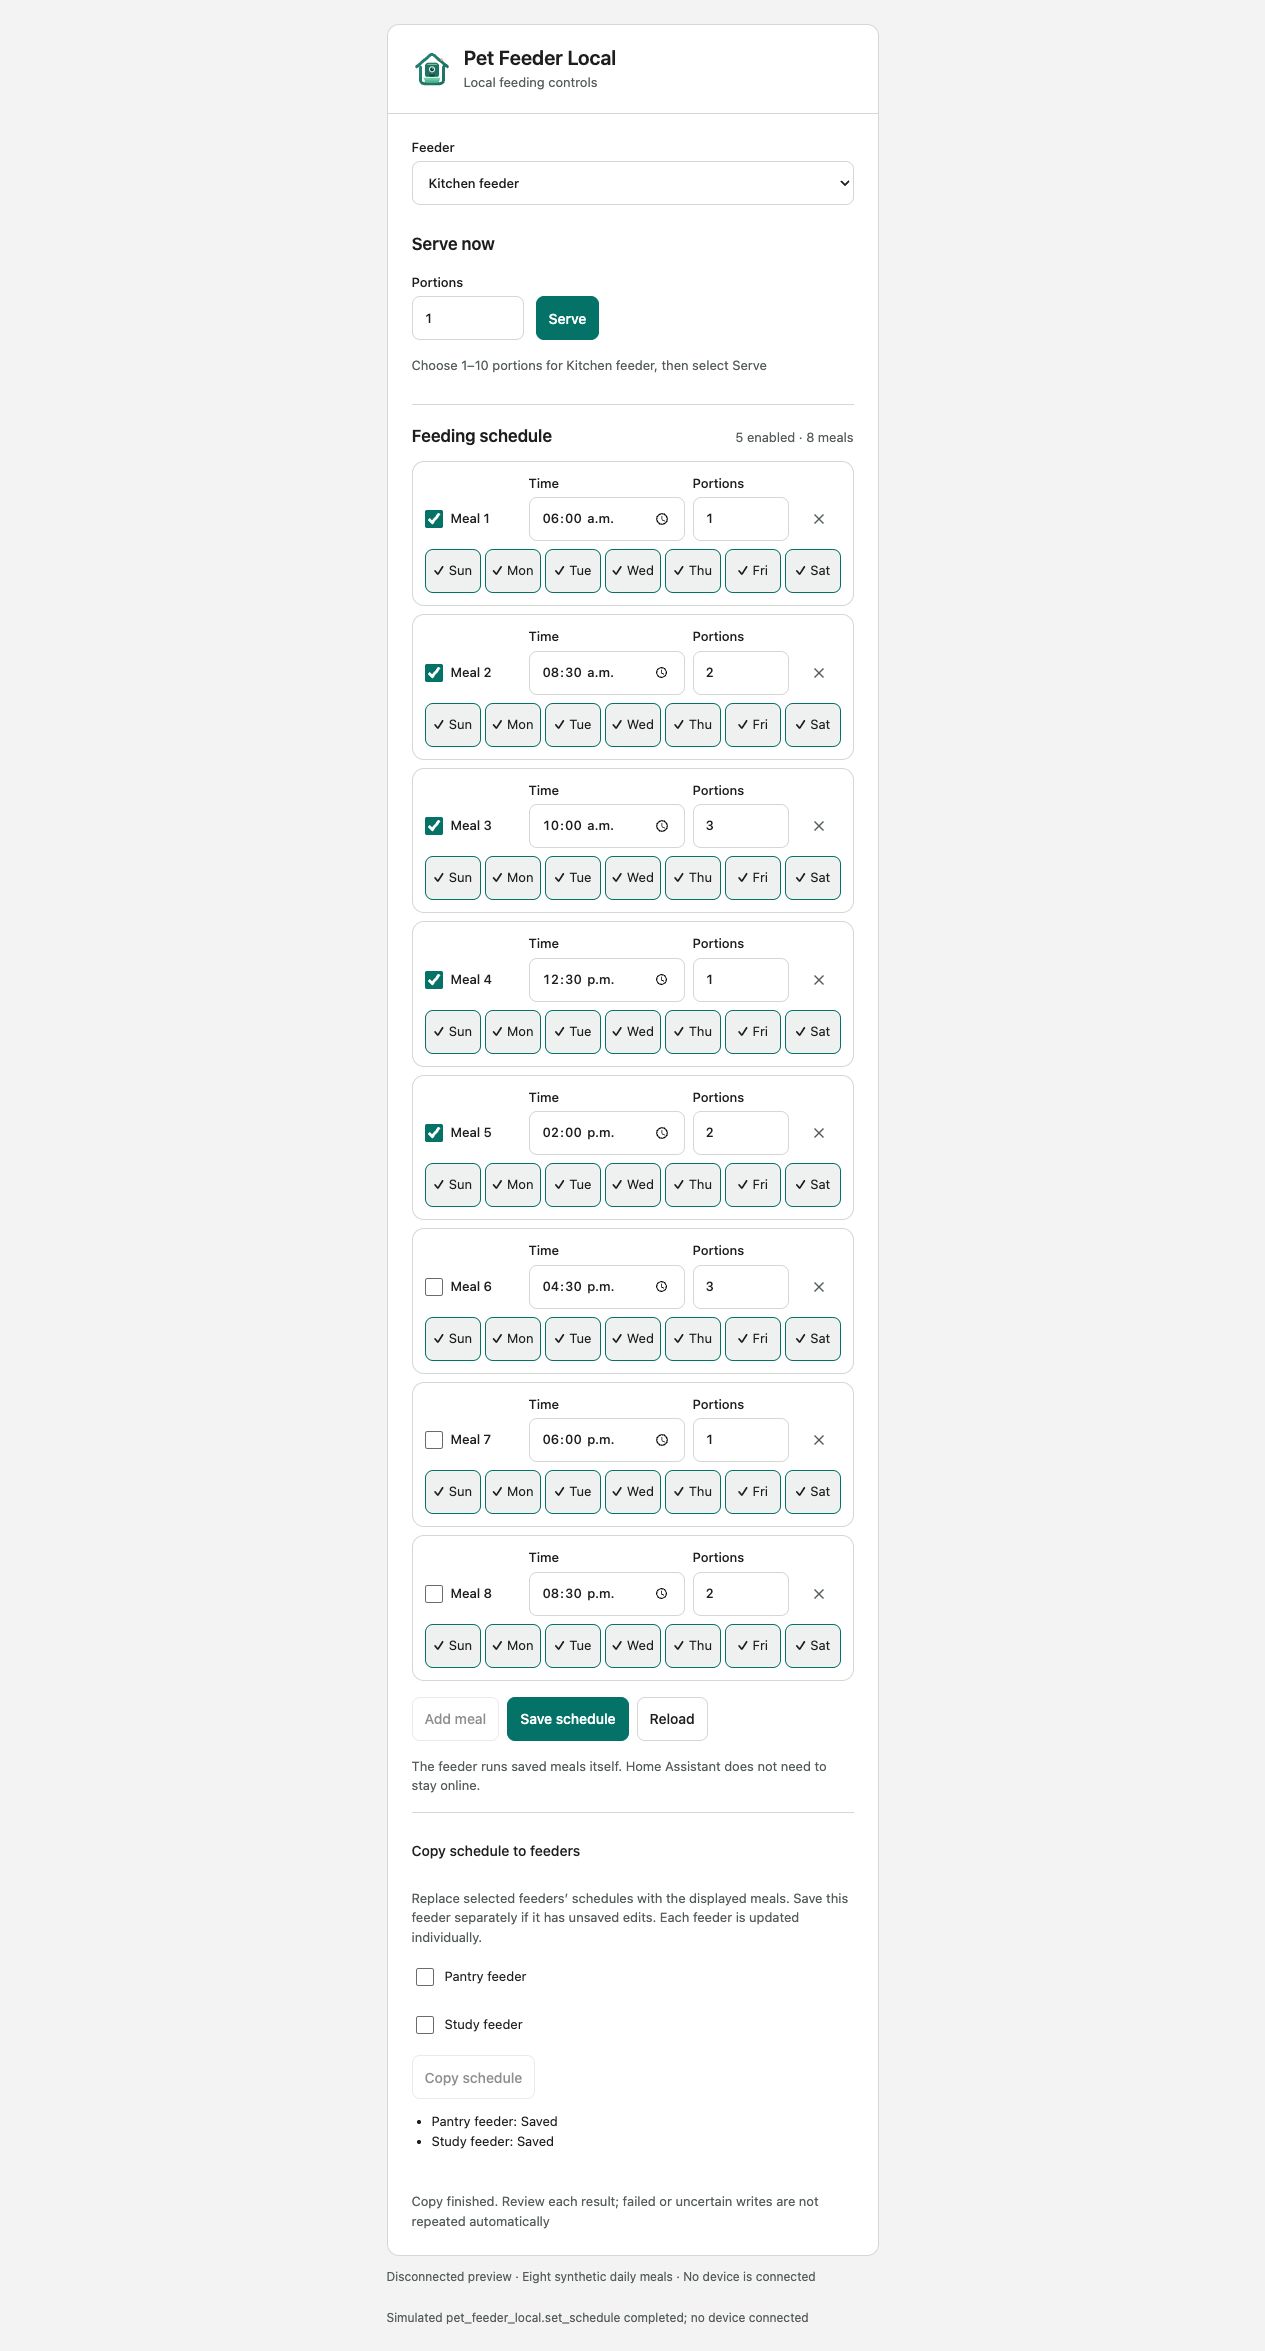 Pet Feeder Local
Local feeding controls
Feeder
Kitchen feeder
Serve now
Portions
1
Serve
Choose 1–10 portions for Kitchen feeder, then select Serve
Feeding schedule
5 enabled · 8 meals
Time Portions
Meal 1 06:00 a.m. 1 ×
✓ Sun ✓ Mon ✓ Tue ✓ Wed ✓ Thu ✓ Fri ✓ Sat
Time Portions
Meal 2 08:30 a.m. 2 ×
✓ Sun ✓ Mon ✓ Tue ✓ Wed ✓ Thu ✓ Fri ✓ Sat
Time Portions
Meal 3 10:00 a.m. 3 ×
✓ Sun ✓ Mon ✓ Tue ✓ Wed ✓ Thu ✓ Fri ✓ Sat
Time Portions
Meal 4 12:30 p.m. 1 ×
✓ Sun ✓ Mon ✓ Tue ✓ Wed ✓ Thu ✓ Fri ✓ Sat
Time Portions
Meal 5 02:00 p.m. 2 ×
✓ Sun ✓ Mon ✓ Tue ✓ Wed ✓ Thu ✓ Fri ✓ Sat
Time Portions
Meal 6 04:30 p.m. 3 ×
✓ Sun ✓ Mon ✓ Tue ✓ Wed ✓ Thu ✓ Fri ✓ Sat
Time Portions
Meal 7 06:00 p.m. 1 ×
✓ Sun ✓ Mon ✓ Tue ✓ Wed ✓ Thu ✓ Fri ✓ Sat
Time Portions
Meal 8 08:30 p.m. 2 ×
✓ Sun ✓ Mon ✓ Tue ✓ Wed ✓ Thu ✓ Fri ✓ Sat
Add meal Save schedule Reload
The feeder runs saved meals itself. Home Assistant does not need to
stay online.
Copy schedule to feeders
Replace selected feeders’ schedules with the displayed meals. Save this
feeder separately if it has unsaved edits. Each feeder is updated
individually.
Pantry feeder
Study feeder
Copy schedule
• Pantry feeder: Saved
• Study feeder: Saved
Copy finished. Review each result; failed or uncertain writes are not
repeated automatically
Disconnected preview · Eight synthetic daily meals · No device is connected
Simulated pet_feeder_local.set_schedule completed; no device connected